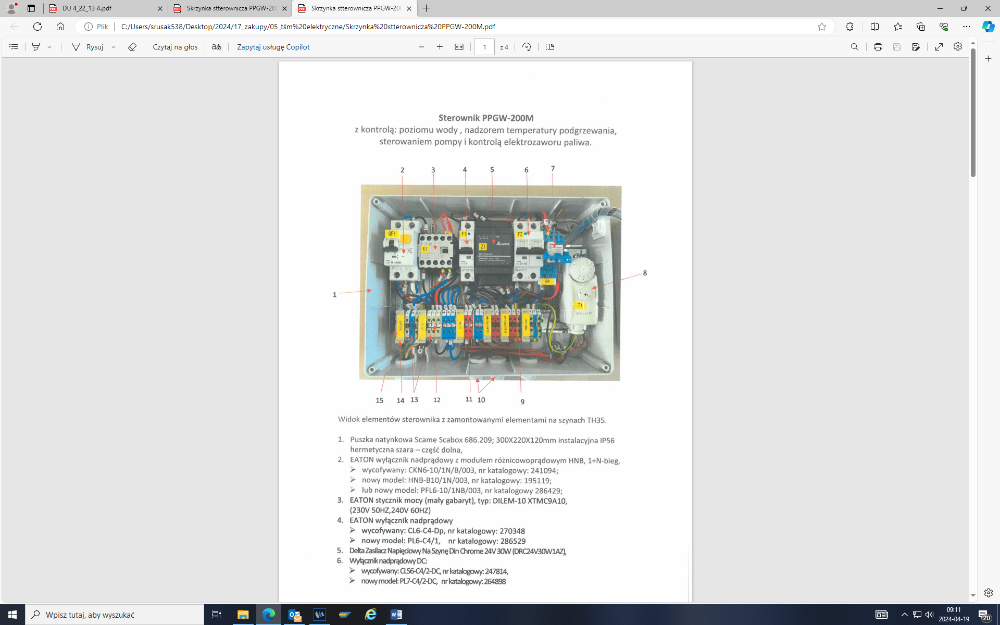 DU 4_22_13 A.pdf
Skrzynka stterownicza PPGW-200
Skrzynka stterownicza PPGW-200
Plik
C:/Users/srusak538/Desktop/2024/17_zakupy/05_tśm%20elektryczne/Skrzynka%20stterownicza%20PPGW-200M.pdf
Rysuj
Czytaj na głos
aあ
Zapytaj usługę Copilot
1
z 4
Sterownik PPGW-200M
z kontrolą: poziomu wody , nadzorem temperatury podgrzewania,
sterowaniem pompy i kontrolą elektrozaworu paliwa.
2 3 4 5 6 7
QF1
K1
F1
Z1
F2
PP
T1
SALUS
CHROME
8
1
15 14 13 12 11 10 9
Widok elementów sterownika z zamontowanymi elementami na szynach TH35.
1. Puszka natynkowa Scame Scabox 686.209; 300X220X120mm instalacyjna IP56
hermetyczna szara – część dolna,
2. EATON wyłącznik nadprądowy z modułem różnicowoprądowym HNB, 1+N-bieg,
➢ wycofywany: CKN6-10/1N/B/003, nr katalogowy: 241094;
➢ nowy model: HNB-B10/1N/003, nr katalogowy: 195119;
➢ lub nowy model: PFL6-10/1NB/003, nr katalogowy 286429;
3. EATON stycznik mocy (mały gabaryt), typ: DILEM-10 XTMC9A10,
(230V 50HZ,240V 60HZ)
4. EATON wyłącznik nadprądowy
➢ wycofywany: CL6-C4-Dp, nr katalogowy: 270348
➢ nowy model: PL6-C4/1, nr katalogowy: 286529
5. Delta Zasilacz Napięciowy Na Szynę Din Chrome 24V 30W (DRC24V30W1AZ),
6. Wyłącznik nadprądowy DC:
➢ wycofywany: CLS6-C4/2-DC, nr katalogowy: 247814,
➢ nowy model: PL7-C4/2-DC, nr katalogowy: 264898
Wpisz tutaj, aby wyszukać
09:11
2024-04-19
20